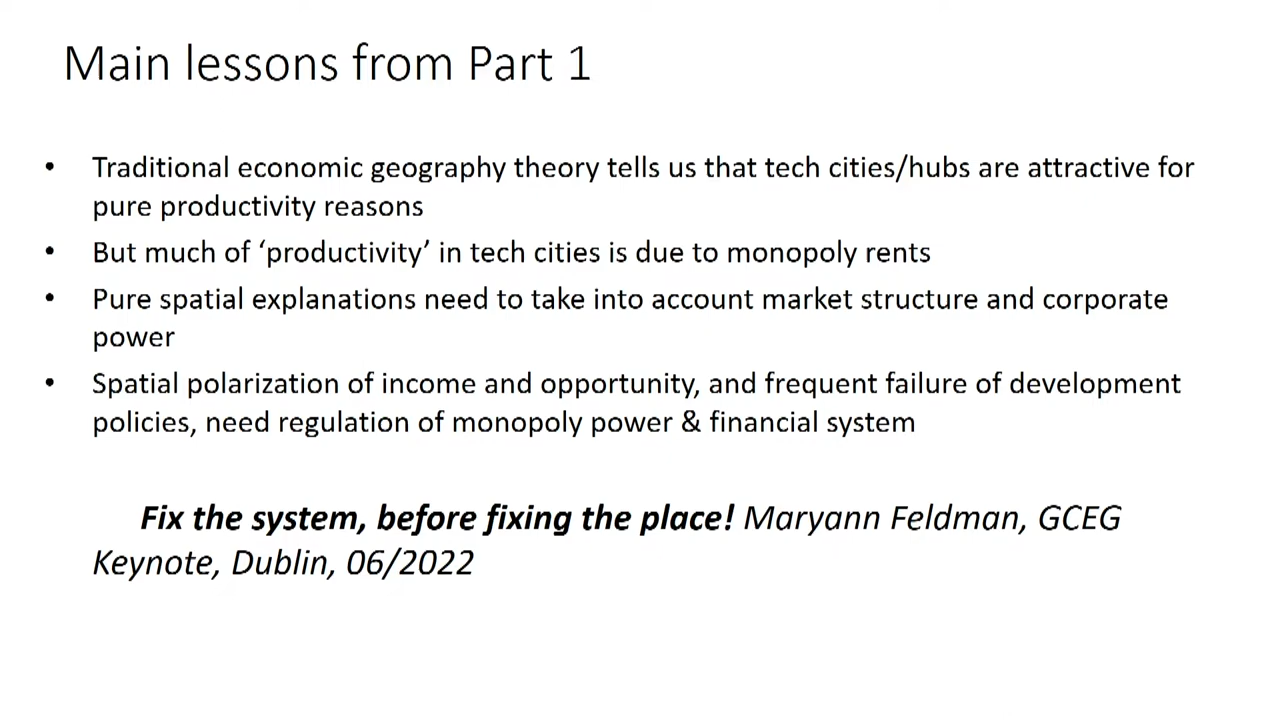 Main lessons from Part 1
• Traditional economic geography theory tells us that tech cities/hubs are attractive for
pure productivity reasons
• But much of ‘productivity’ in tech cities is due to monopoly rents
• Pure spatial explanations need to take into account market structure and corporate
power
• Spatial polarization of income and opportunity, and frequent failure of development
policies, need regulation of monopoly power & financial system
Fix the system, before fixing the place! Maryann Feldman, GCEG
Keynote, Dublin, 06/2022